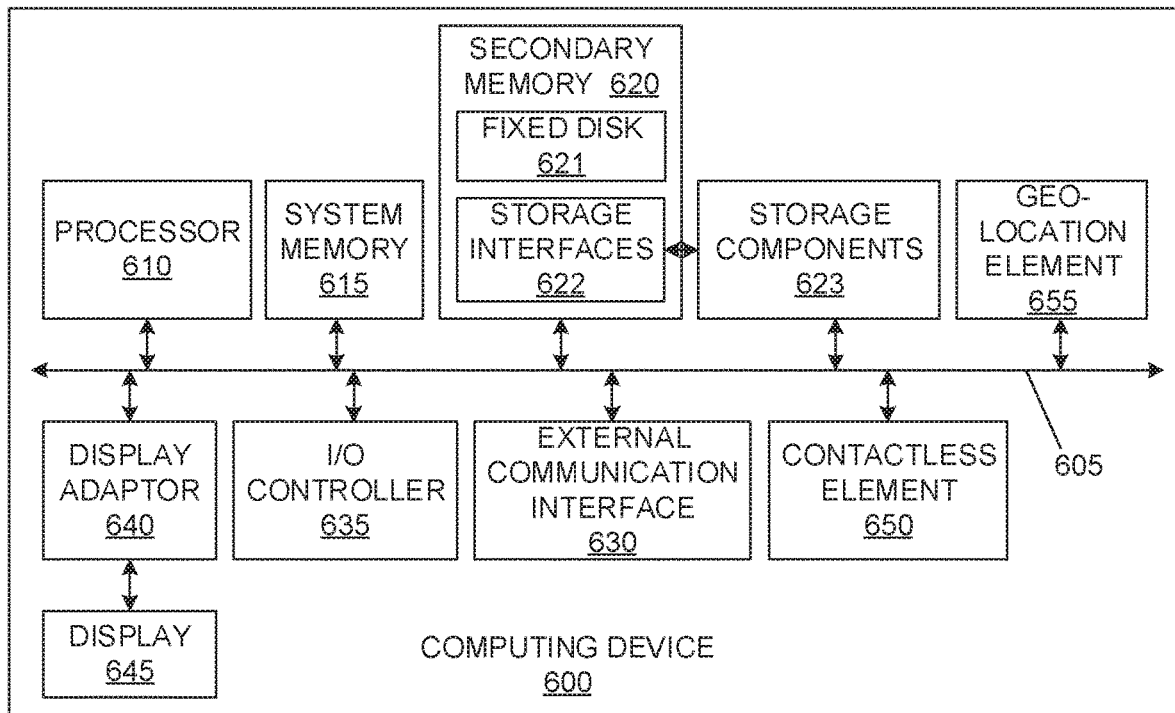 SECONDARY
MEMORY 620
FIXED DISK
621
STORAGE
INTERFACES
622
PROCESSOR
610
SYSTEM
MEMORY
615
STORAGE
COMPONENTS
623
GEO-
LOCATION
ELEMENT
655
605
DISPLAY
ADAPTOR
640
I/O
CONTROLLER
635
EXTERNAL
COMMUNICATION
INTERFACE
630
CONTACTLESS
ELEMENT
650
DISPLAY
645
COMPUTING DEVICE
600